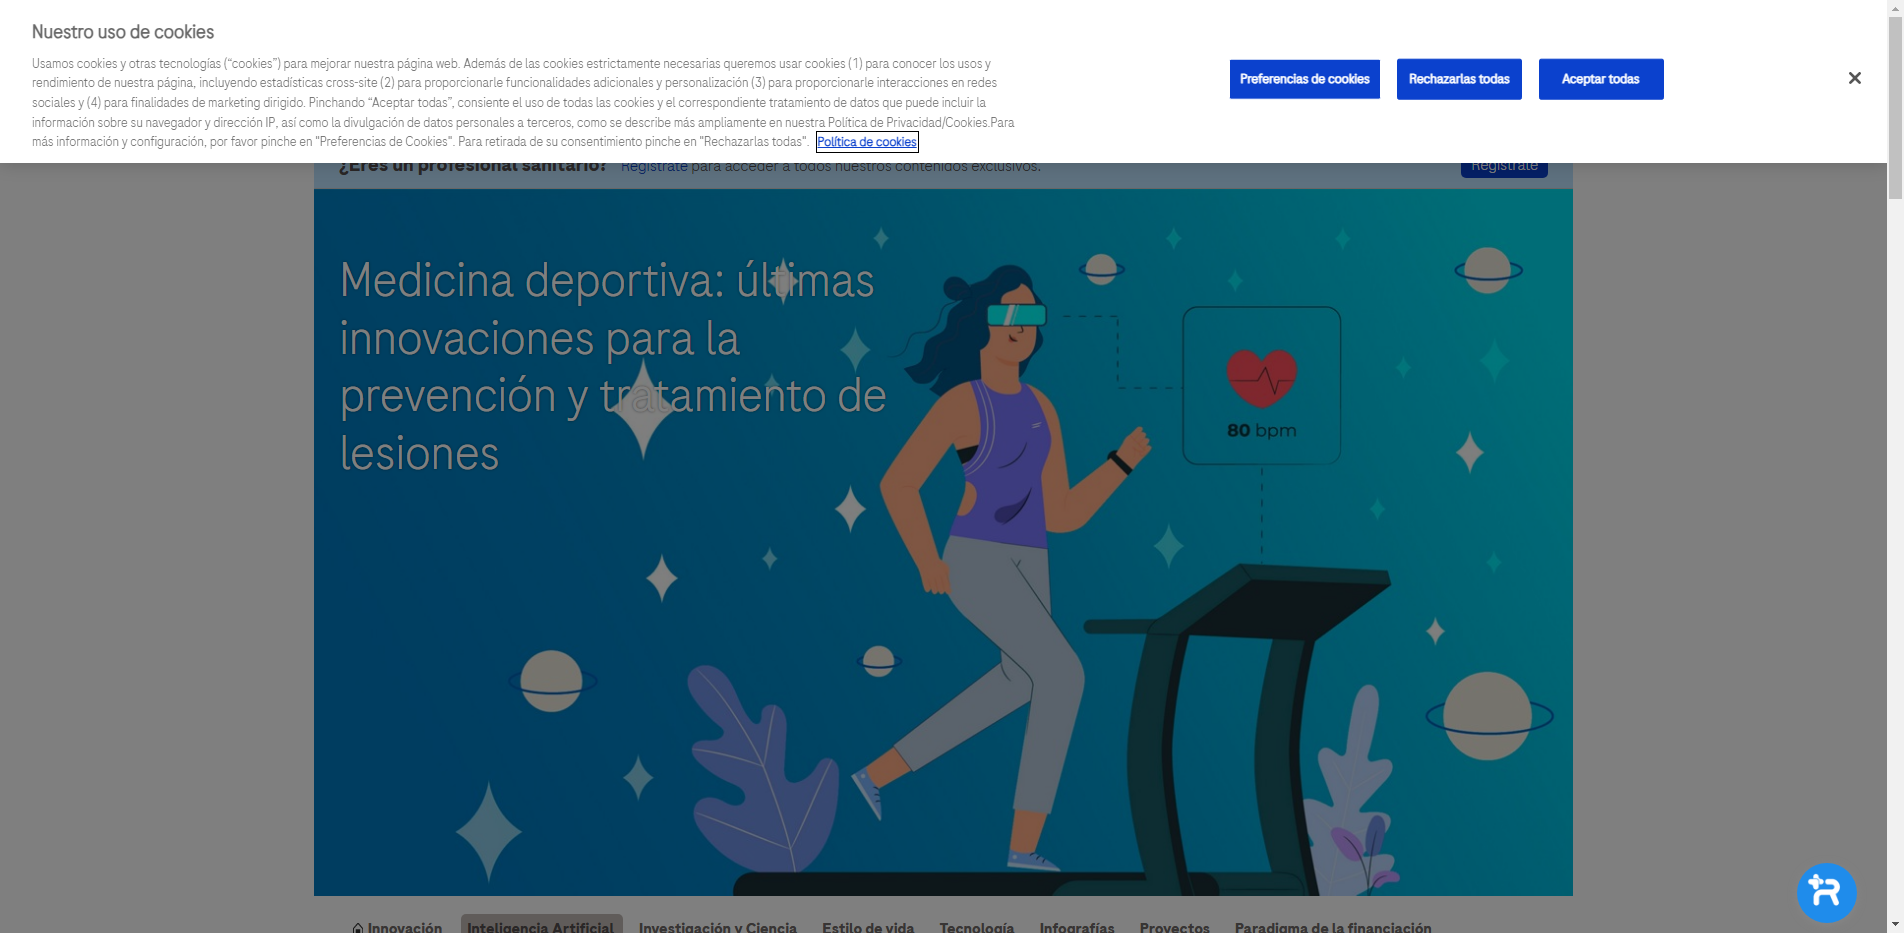 Nuestro uso de cookies
Usamos cookies y otras tecnologías (“cookies”) para mejorar nuestra página web. Además de las cookies estrictamente necesarias queremos usar cookies (1) para conocer los usos y
rendimiento de nuestra página, incluyendo estadísticas cross-site (2) para proporcionarle funcionalidades adicionales y personalización (3) para proporcionarle interacciones en redes
sociales y (4) para finalidades de marketing dirigido. Pinchando “Aceptar todas”, consiente el uso de todas las cookies y el correspondiente tratamiento de datos que puede incluir la
información sobre su navegador y dirección IP, así como la divulgación de datos personales a terceros, como se describe más ampliamente en nuestra Política de Privacidad/Cookies.Para
más información y configuración, por favor pinche en "Preferencias de Cookies". Para retirada de su consentimiento pinche en "Rechazarlas todas". Política de cookies
Preferencias de cookies
Rechazarlas todas
Aceptar todas
¿Eres un profesional sanitario? Regístrate para acceder a todos nuestros contenidos exclusivos.
Regístrate
Medicina deportiva: últimas
innovaciones para la
prevención y tratamiento de
lesiones
80 bpm
Innovación Inteligencia Artificial Investigación y Ciencia Estilo de vida Tecnología Infografías Proyectos Paradigma de la financiación